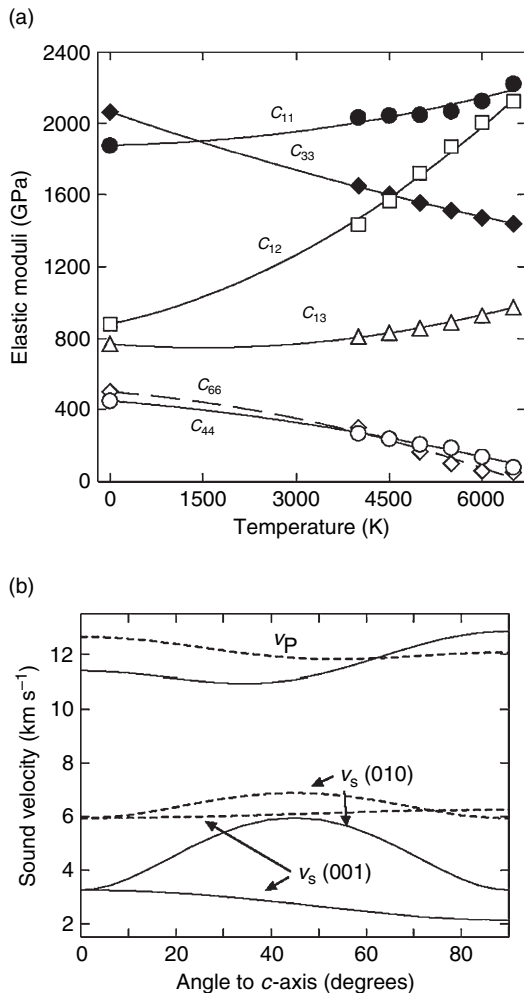 (a)
2400
2000
1600
1200
800
400
0
Elastic moduli (GPa)
C11
C33
C12
C13
C66
C44
0 1500 3000 4500 6000
Temperature (K)
(b)
12
10
8
6
4
2
Sound velocity (km s−1)
vP
vs (010)
vs (001)
0 20 40 60 80
Angle to c-axis (degrees)